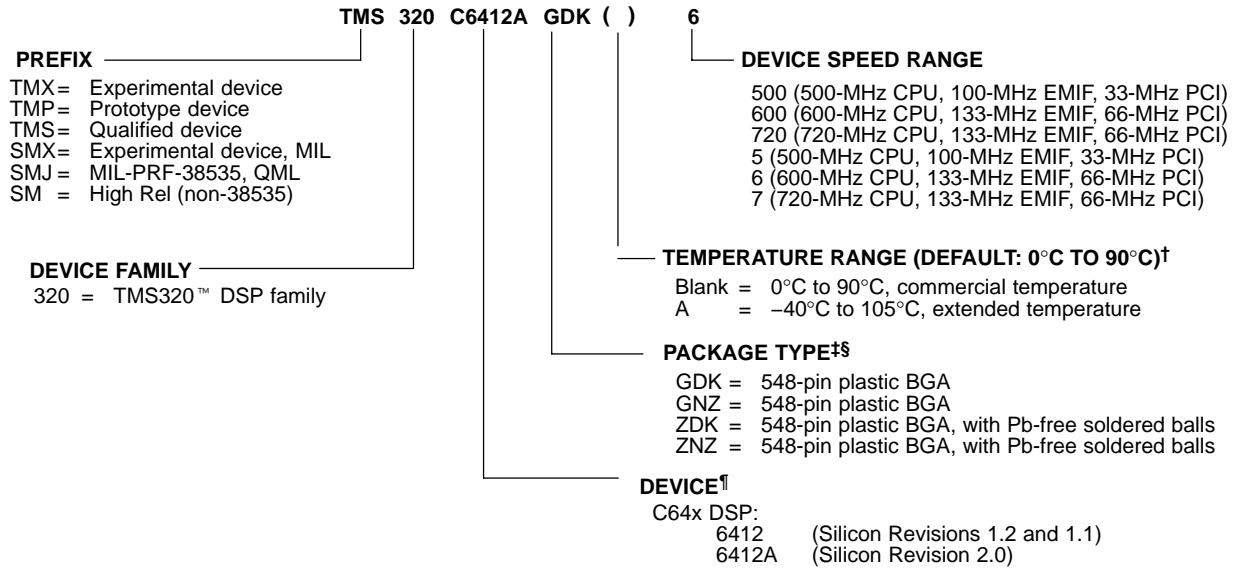 TMS 320 C6412A GDK ( ) 6
PREFIX
TMX = Experimental device
TMP = Prototype device
TMS = Qualified device
SMX = Experimental device, MIL
SMJ = MIL-PRF-38535, QML
SM = High Rel (non-38535)
DEVICE SPEED RANGE
500 (500-MHz CPU, 100-MHz EMIF, 33-MHz PCI)
600 (600-MHz CPU, 133-MHz EMIF, 66-MHz PCI)
720 (720-MHz CPU, 133-MHz EMIF, 66-MHz PCI)
5 (500-MHz CPU, 100-MHz EMIF, 33-MHz PCI)
6 (600-MHz CPU, 133-MHz EMIF, 66-MHz PCI)
7 (720-MHz CPU, 133-MHz EMIF, 66-MHz PCI)
DEVICE FAMILY
320 = TMS320™ DSP family
TEMPERATURE RANGE (DEFAULT: 0°C TO 90°C)†
Blank = 0°C to 90°C, commercial temperature
A = −40°C to 105°C, extended temperature
PACKAGE TYPE‡§
GDK = 548-pin plastic BGA
GNZ = 548-pin plastic BGA
ZDK = 548-pin plastic BGA, with Pb-free soldered balls
ZNZ = 548-pin plastic BGA, with Pb-free soldered balls
DEVICE¶
C64x DSP:
6412 (Silicon Revisions 1.2 and 1.1)
6412A (Silicon Revision 2.0)